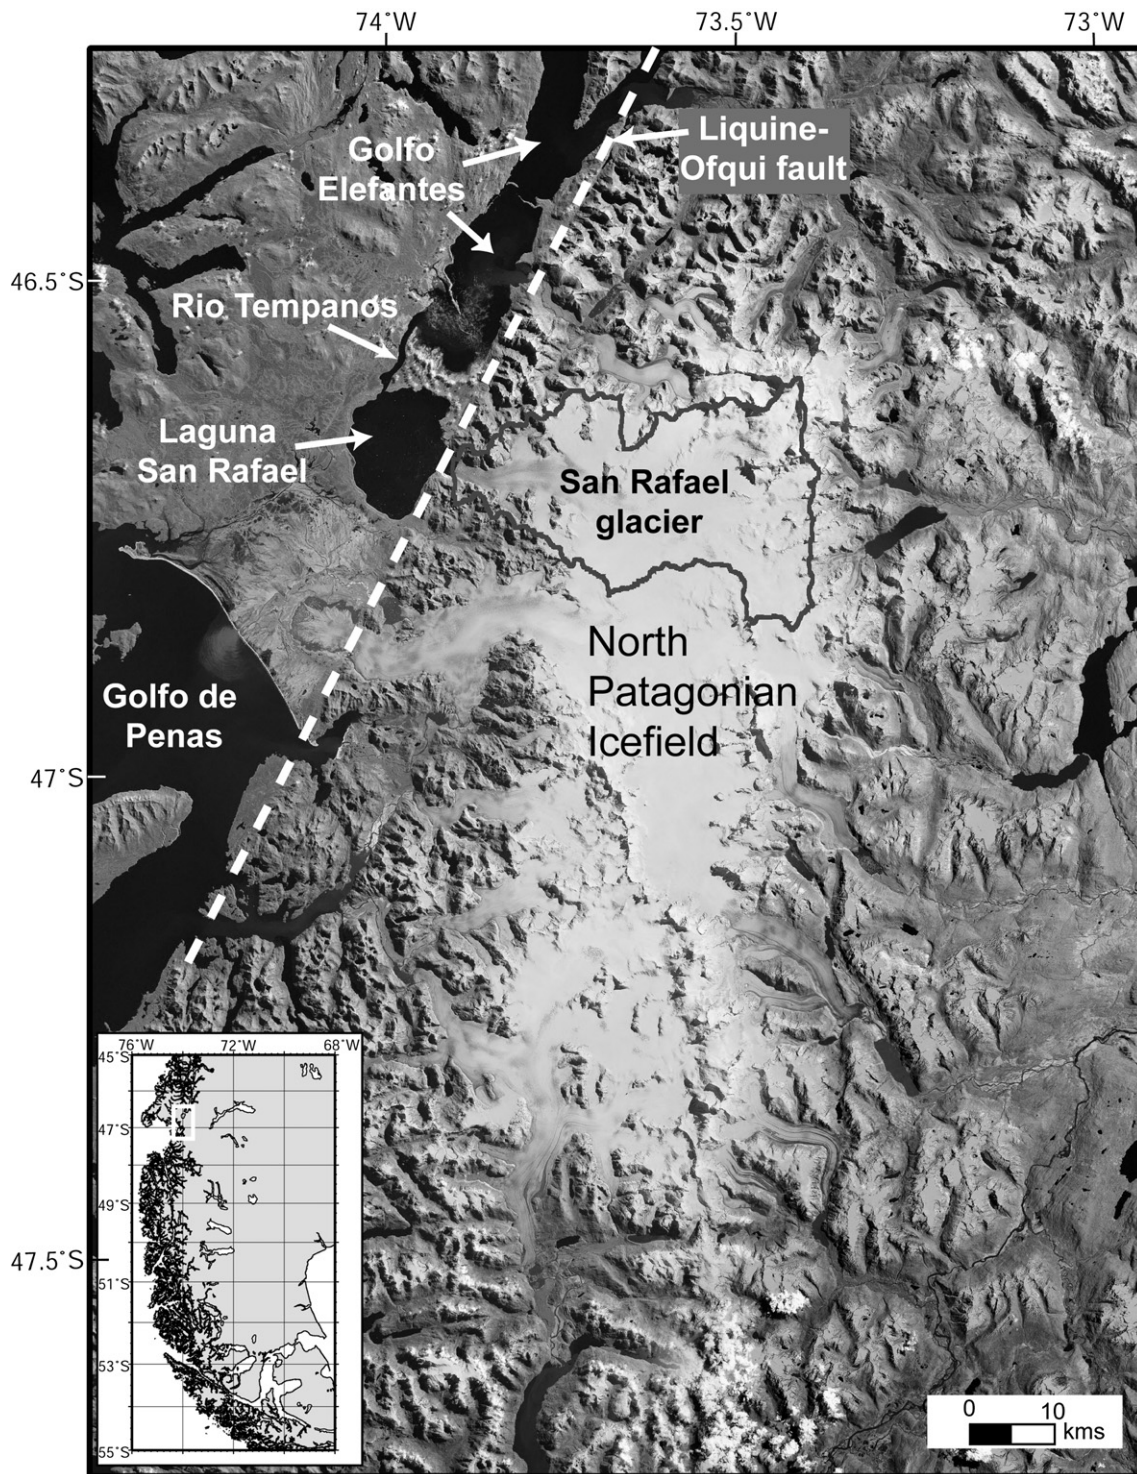 74°W
73.5°W
73°W
Golfo
Elefantes
Liquine-
Ofqui fault
46.5°S
Rio Tempanos
Laguna
San Rafael
San Rafael
glacier
North
Patagonian
Icefield
Golfo de
Penas
47°S
47.5°S
76°W
72°W
68°W
45°S
47°S
49°S
51°S
53°S
55°S
0
10
kms